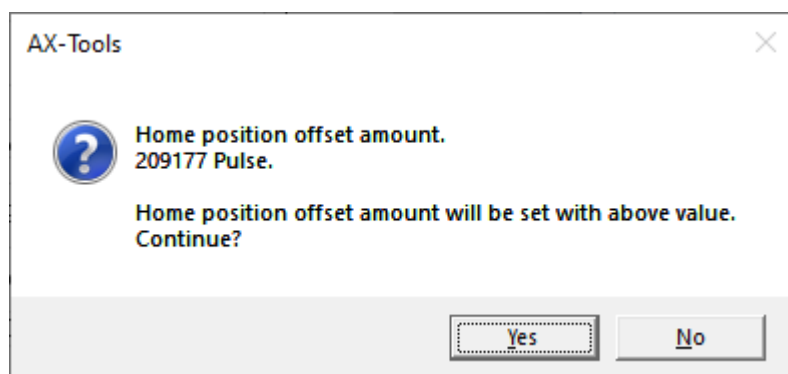 AX-Tools
Home position offset amount.
209177 Pulse.
Home position offset amount will be set with above value.
Continue?
Yes
No